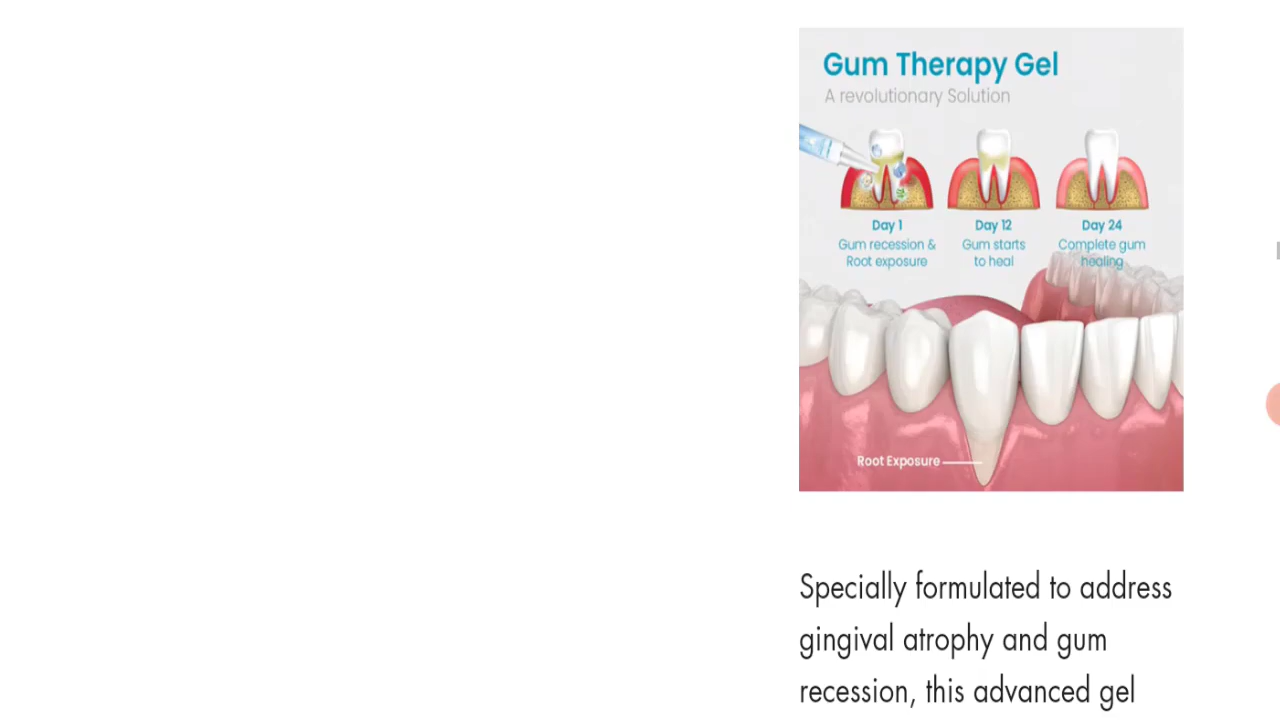 Gum Therapy Gel
A revolutionary Solution
Day 1
Gum recession &
Root exposure
Day 12
Gum starts
to heal
Day 24
Complete gum
healing
Root Exposure
Specially formulated to address
gingival atrophy and gum
recession, this advanced gel